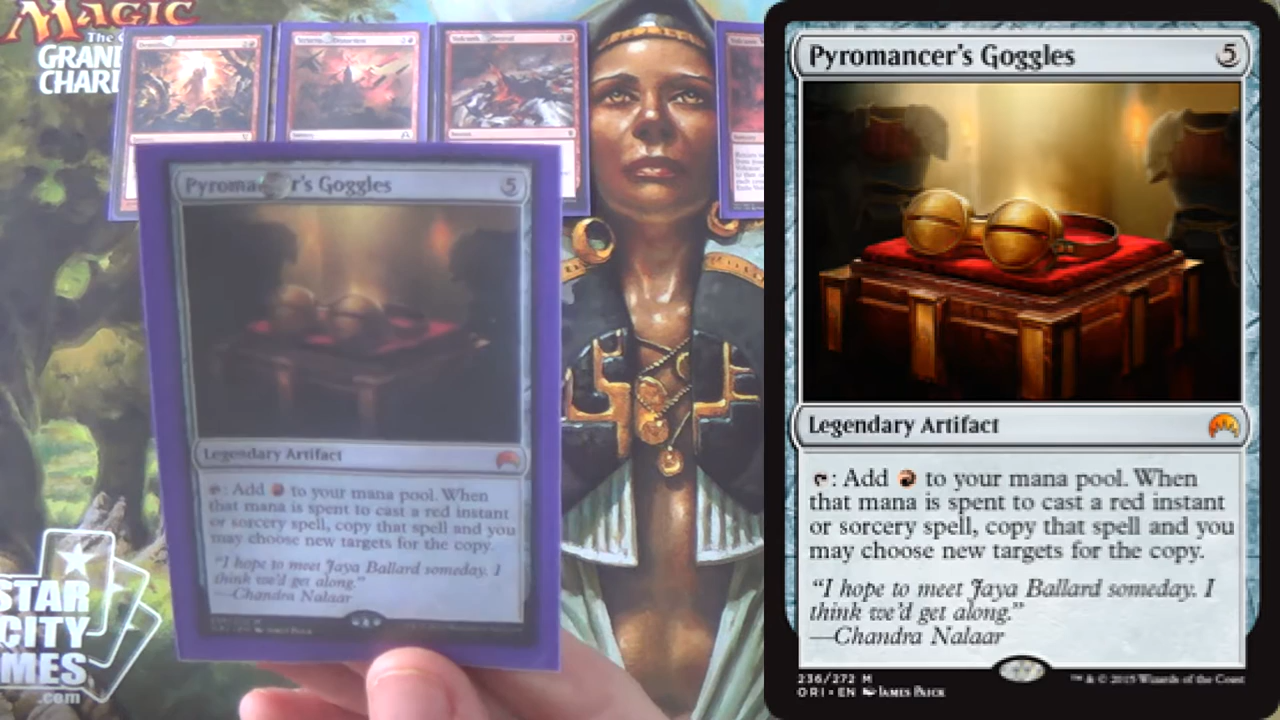 MAGIC
The G
GRAND
CHARL
Pyroman er's Goggles 5
Legendary Artifact
: Add to your mana pool. When
that mana is spent to cast a red instant
or sorcery spell, copy that spell and you
may choose new targets for the copy.
"I hope to meet Jaya Ballard someday. I
think we'd get along."
—Chandra Nalaar
STAR
CITY
MES
.com
Pyromancer's Goggles 5
Legendary Artifact
: Add to your mana pool. When
that mana is spent to cast a red instant
or sorcery spell, copy that spell and you
may choose new targets for the copy.
"I hope to meet Jaya Ballard someday. I
think we'd get along."
—Chandra Nalaar
236/272 M
ORI • EN James Paick
™ & © 2015 Wizards of the Coast